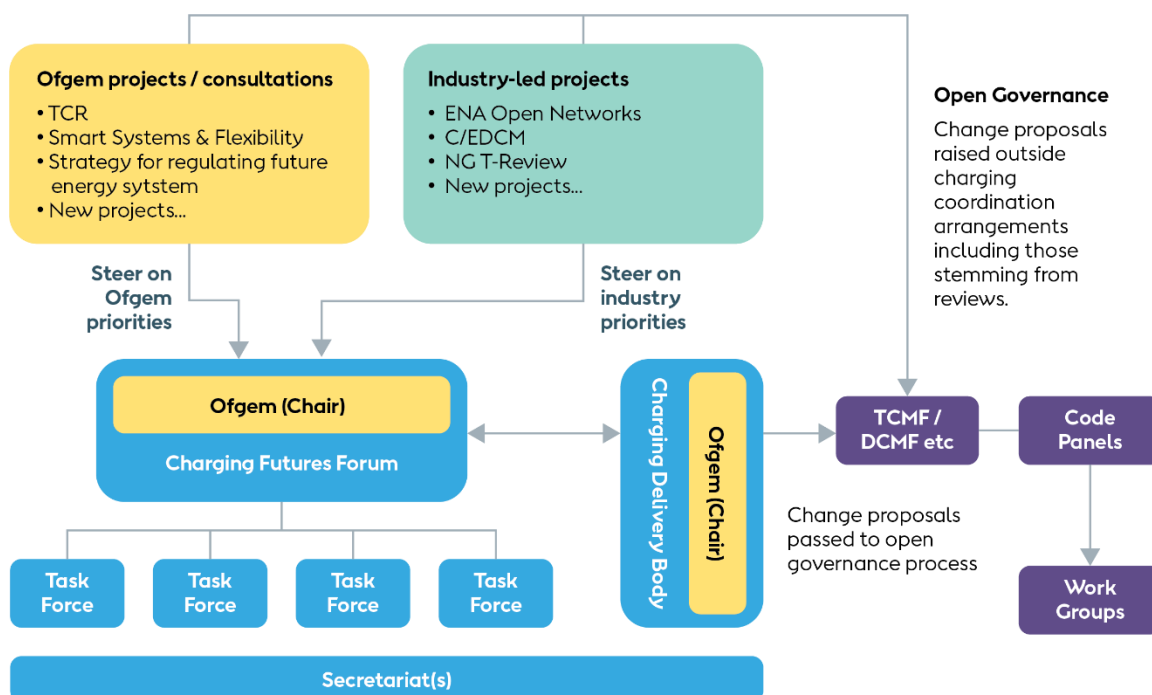 Ofgem projects / consultations
• TCR
• Smart Systems & Flexibility
• Strategy for regulating future
energy sytstem
• New projects...
Industry-led projects
• ENA Open Networks
• C/EDCM
• NG T-Review
• New projects...
Open Governance
Change proposals
raised outside
charging
coordination
arrangements
including those
stemming from
reviews.
Steer on
Ofgem
priorities
Steer on
industry
priorities
Ofgem (Chair)
Charging Futures Forum
Charging Delivery Body
Ofgem (Chair)
TCMF /
DCMF etc
Code
Panels
Change proposals
passed to open
governance process
Work
Groups
Task
Force
Task
Force
Task
Force
Task
Force
Secretariat(s)